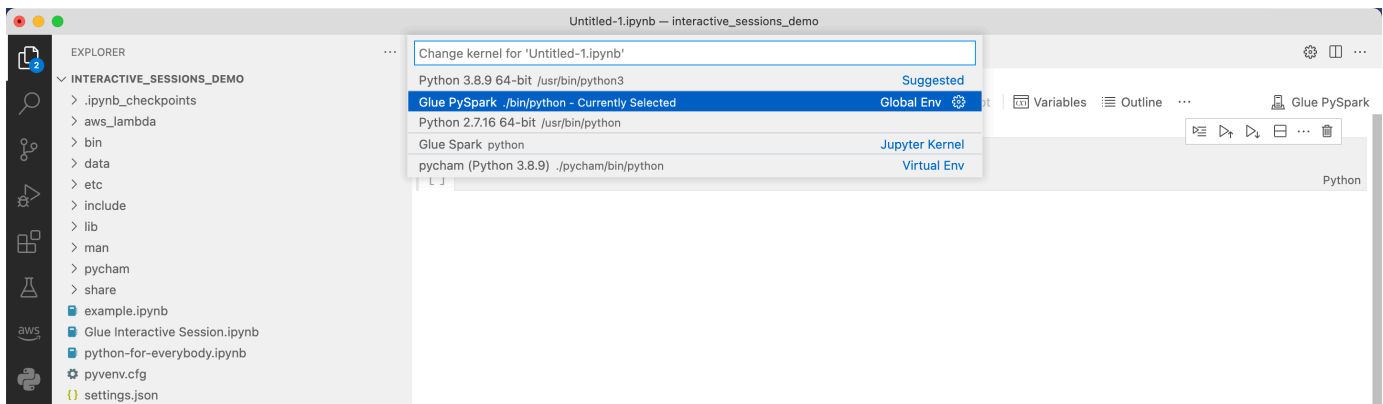 Untitled-1.ipynb — interactive_sessions_demo
EXPLORER
2
INTERACTIVE_SESSIONS_DEMO
.ipynb_checkpoints
aws_lambda
bin
data
etc
include
lib
man
pycham
share
example.ipynb
Glue Interactive Session.ipynb
python-for-everybody.ipynb
pyvenv.cfg
{} settings.json
aws
Change kernel for 'Untitled-1.ipynb'
Python 3.8.9 64-bit /usr/bin/python3 Suggested
Glue PySpark ./bin/python - Currently Selected Global Env
Python 2.7.16 64-bit /usr/bin/python
Glue Spark python Jupyter Kernel
pycham (Python 3.8.9) ./pycham/bin/python Virtual Env
Variables Outline ... Glue PySpark
[ ] Python